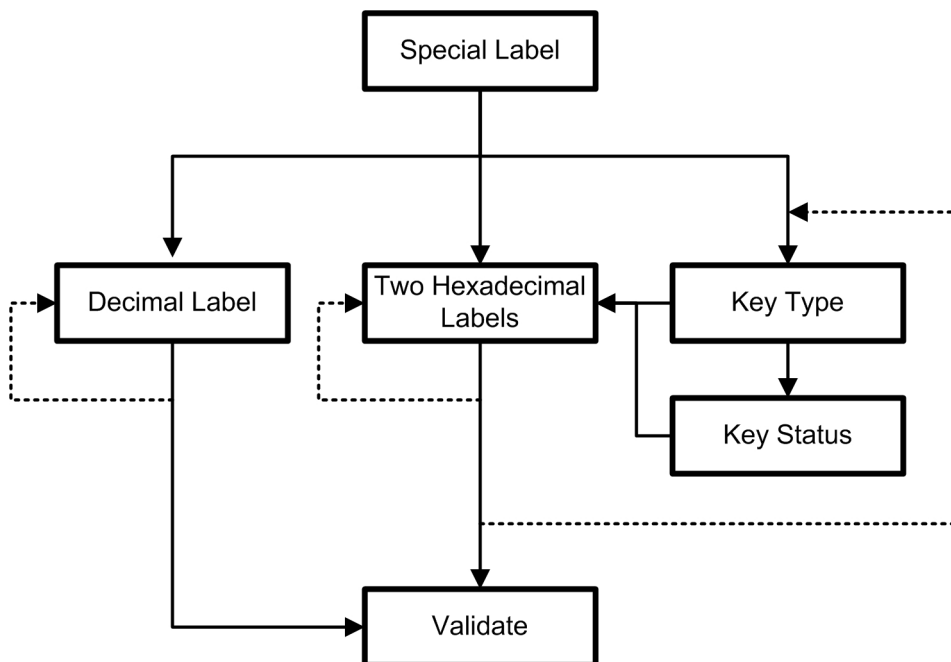 Special Label
Decimal Label
Two Hexadecimal
Labels
Key Type
Key Status
Validate